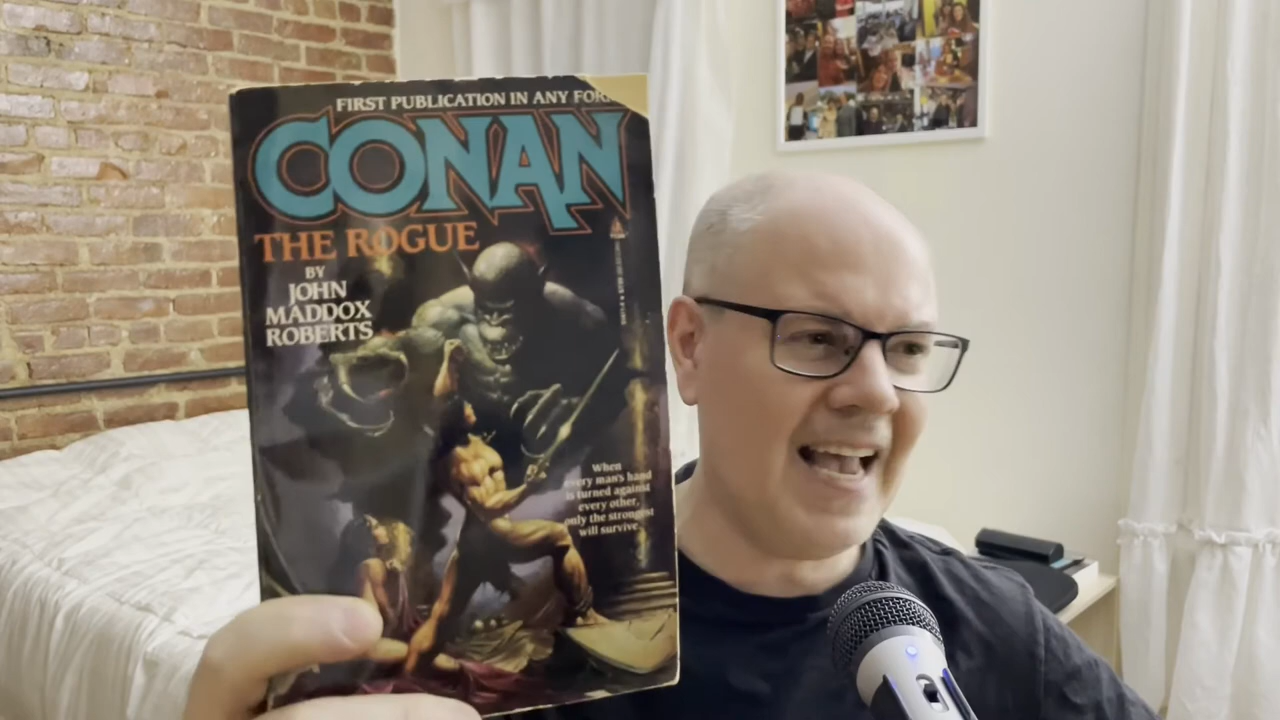 FIRST PUBLICATION IN ANY
CONAN
THE ROGUE
BY
JOHN
MADDOX
ROBERTS
When
every man's hand
is turned against
every other,
only the strongest
will survive.